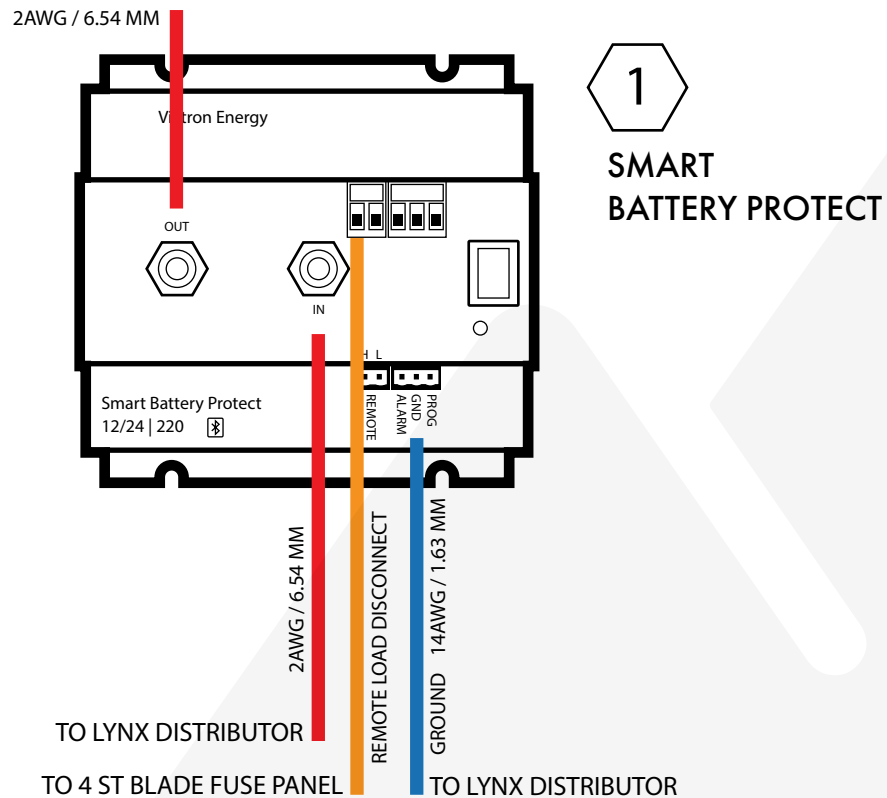 2AWG / 6.54 MM
Victron Energy
1
SMART
BATTERY PROTECT
OUT
IN
H L
Smart Battery Protect
12/24 | 220
REMOTE
ALARM
GND
PROG
2AWG / 6.54 MM
REMOTE LOAD DISCONNECT
GROUND 14AWG / 1.63 MM
TO LYNX DISTRIBUTOR
TO 4 ST BLADE FUSE PANEL
TO LYNX DISTRIBUTOR